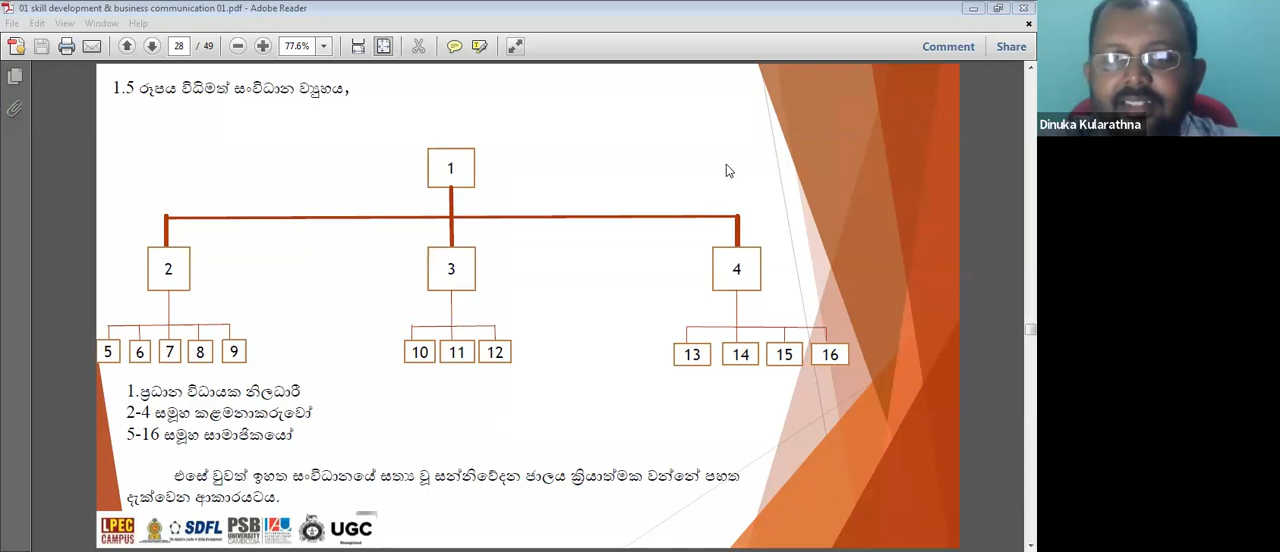 01 skill development & business communication 01.pdf - Adobe Reader
File Edit View Window Help
28 / 49 77.6% Comment Share
Dinuka Kularathna
1.5 රූපය විධිමත් සංවිධාන ව්‍යුහය,
1
2 3 4
5 6 7 8 9 10 11 12 13 14 15 16
1.ප්‍රධාන විධායක නිලධාරී
2-4 සමූහ කළමනාකරුවෝ
5-16 සමූහ සාමාජිකයෝ
එසේ වුවත් ඉහත සංවිධානයේ සත්‍ය වූ සන්නිවේදන ජාලය ක්‍රියාත්මක වන්නේ පහත
දැක්වෙන ආකාරයටය.
LPEC CAMPUS SDFL PSB UNIVERSITY CAMBODIA IAU UGC